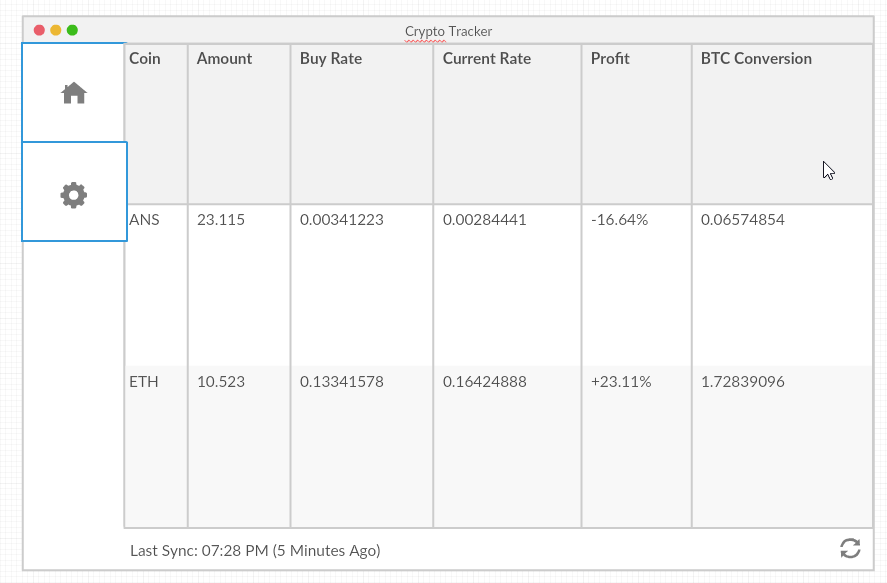 Crypto Tracker
Coin Amount Buy Rate Current Rate Profit BTC Conversion
ANS 23.115 0.00341223 0.00284441 -16.64% 0.06574854
ETH 10.523 0.13341578 0.16424888 +23.11% 1.72839096
Last Sync: 07:28 PM (5 Minutes Ago)